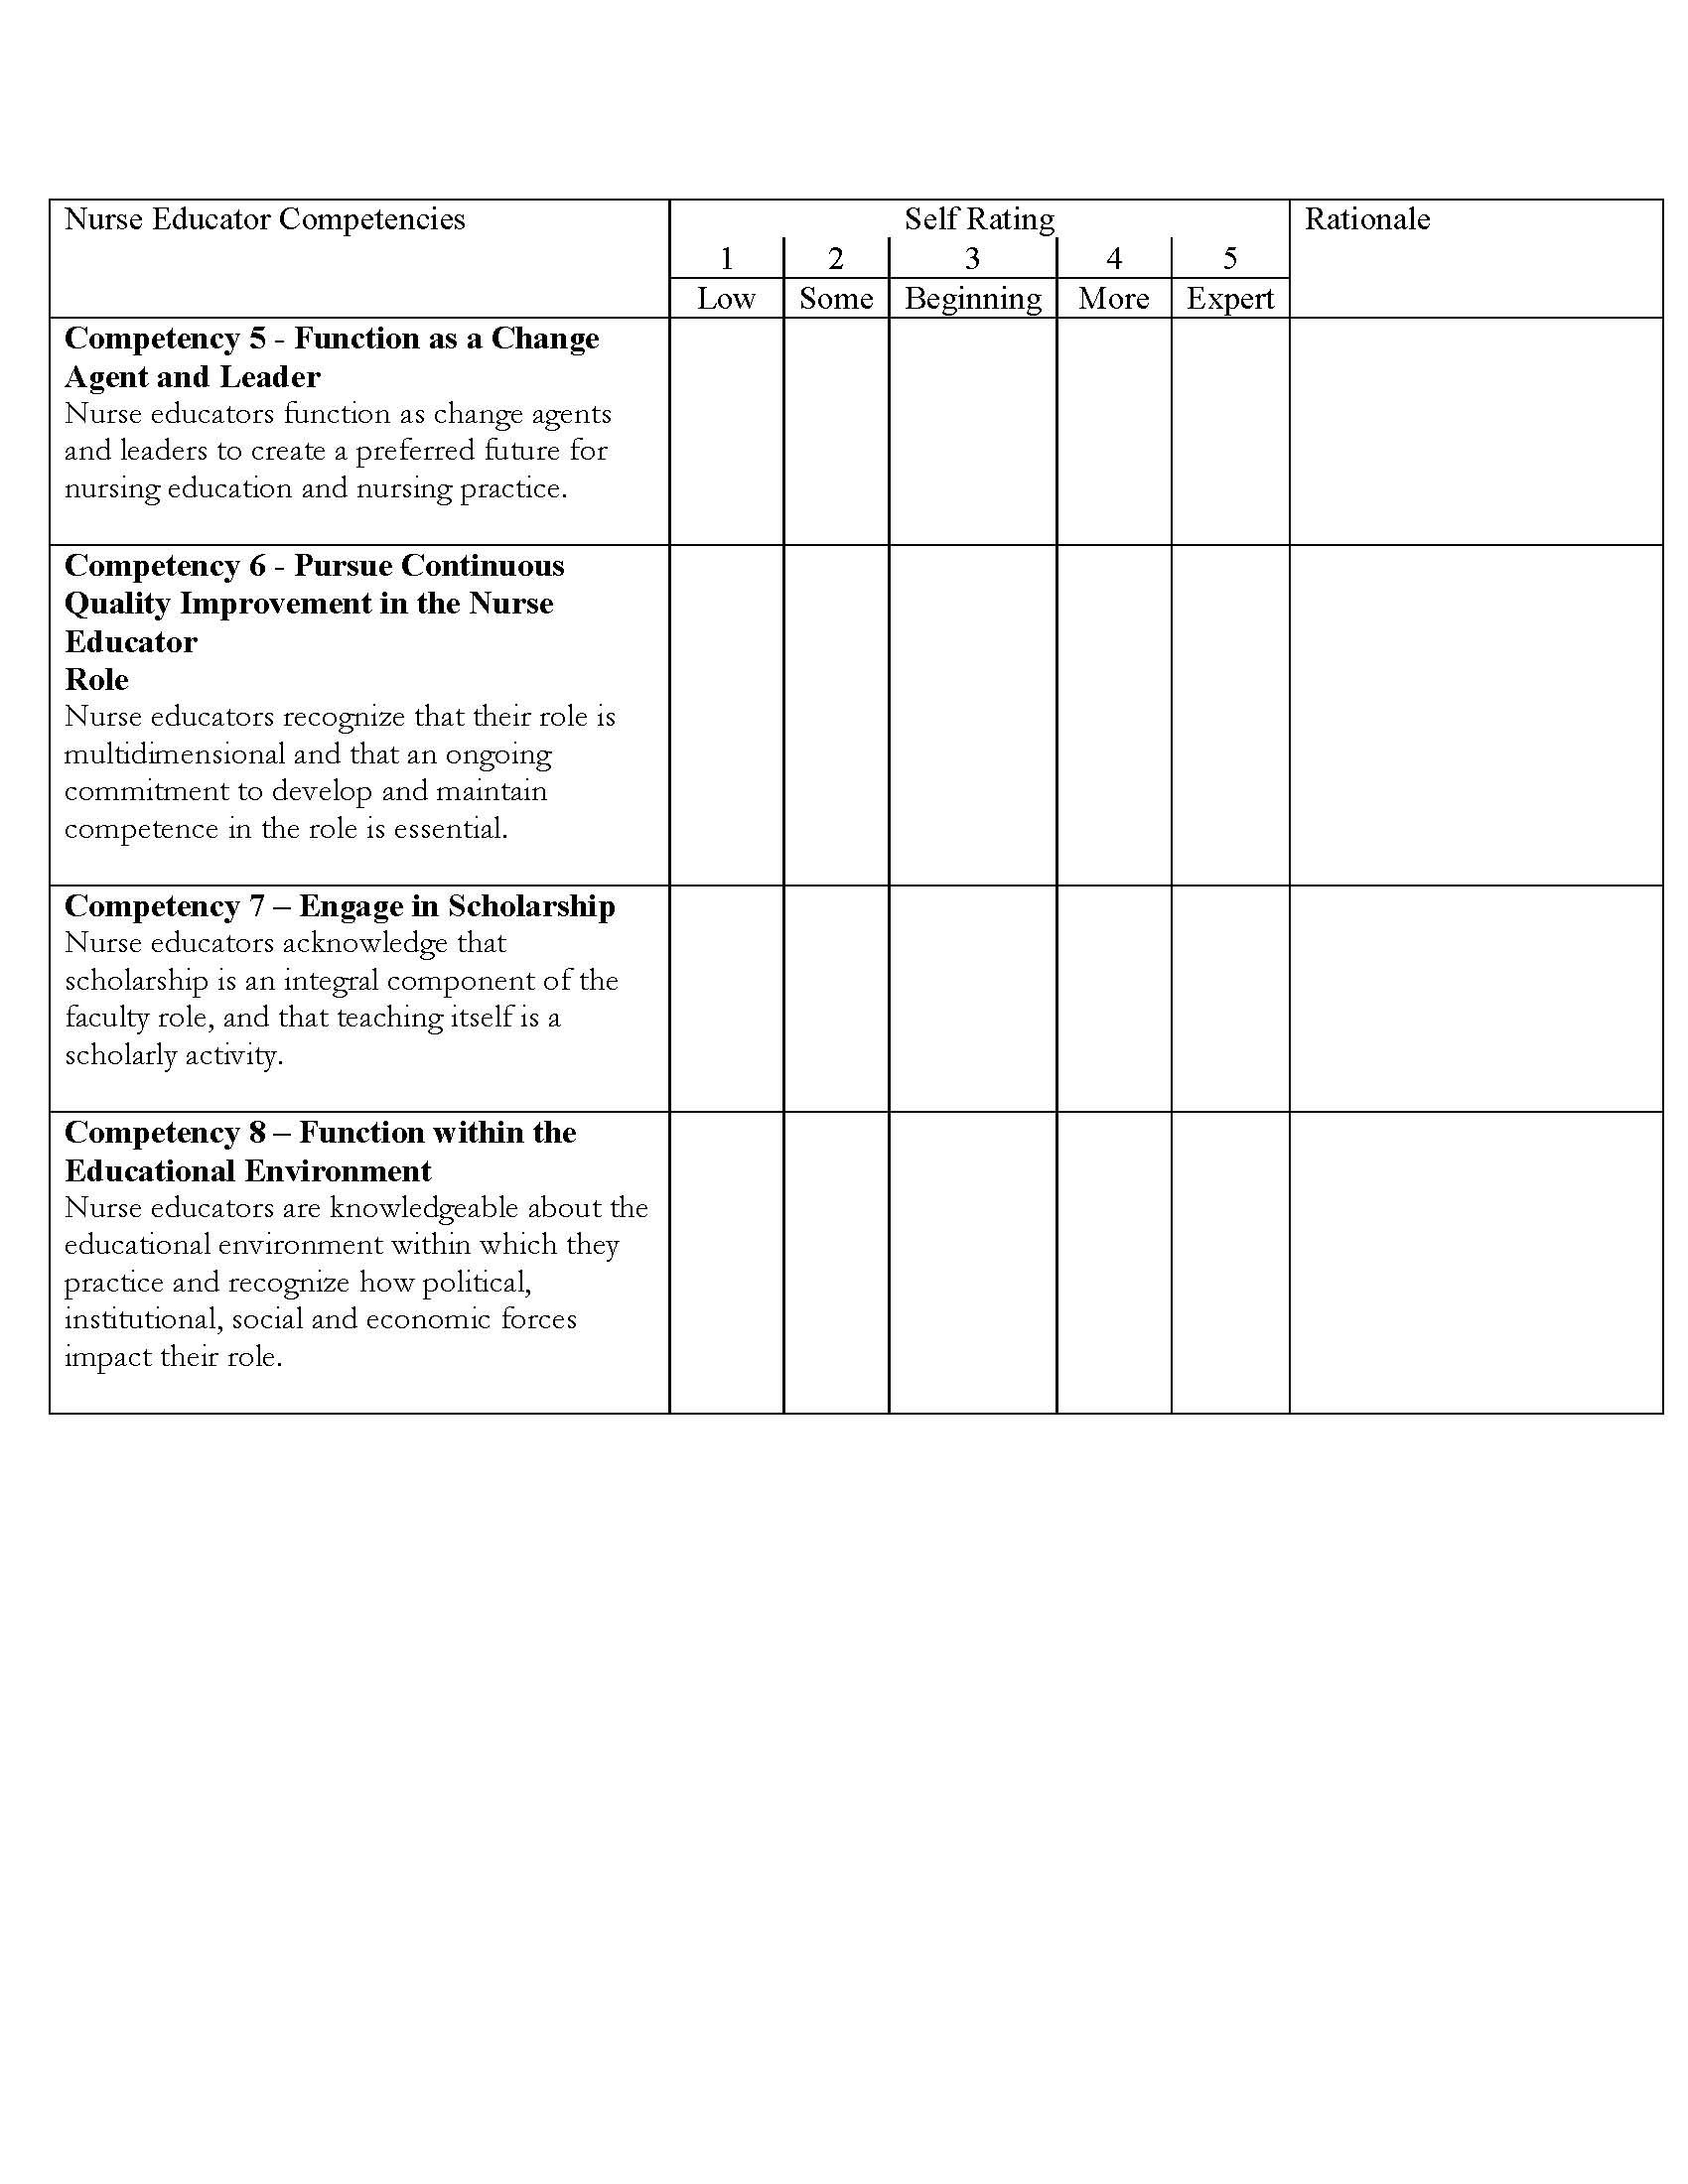 Nurse Educator Competencies
Self Rating
Rationale
1 2 3 4 5
Low Some Beginning More Expert
Competency 5 - Function as a Change
Agent and Leader
Nurse educators function as change agents
and leaders to create a preferred future for
nursing education and nursing practice.
Competency 6 - Pursue Continuous
Quality Improvement in the Nurse
Educator
Role
Nurse educators recognize that their role is
multidimensional and that an ongoing
commitment to develop and maintain
competence in the role is essential.
Competency 7 – Engage in Scholarship
Nurse educators acknowledge that
scholarship is an integral component of the
faculty role, and that teaching itself is a
scholarly activity.
Competency 8 – Function within the
Educational Environment
Nurse educators are knowledgeable about the
educational environment within which they
practice and recognize how political,
institutional, social and economic forces
impact their role.